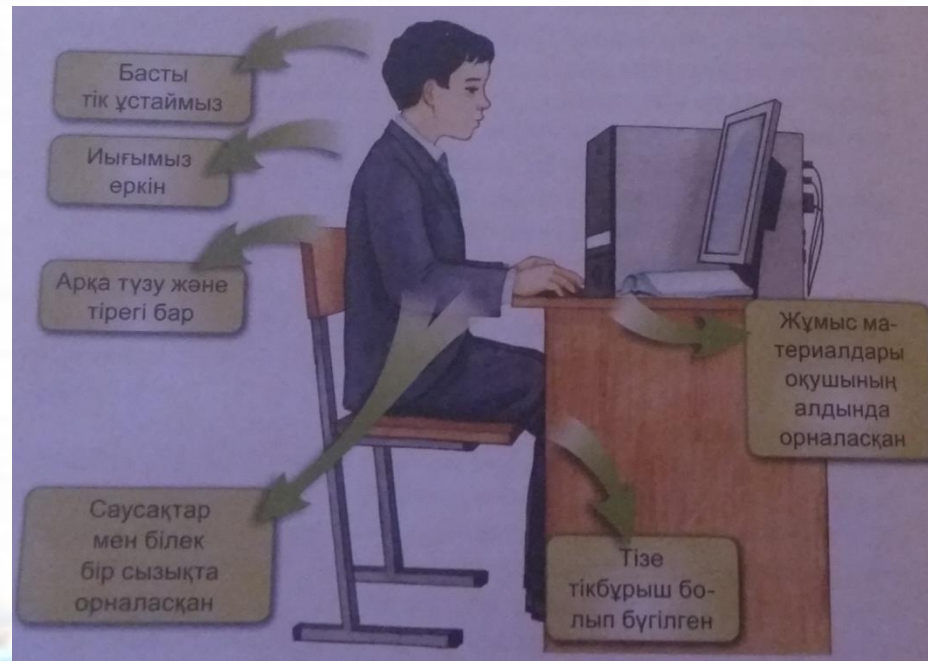 Басты
тік ұстаймыз
Иығымыз
еркін
Арқа түзу және
тірегі бар
Жұмыс ма-
териалдары
оқушының
алдында
орналасқан
Саусақтар
мен білек
бір сызықта
орналасқан
Тізе
тікбұрыш бо-
лып бүгілген